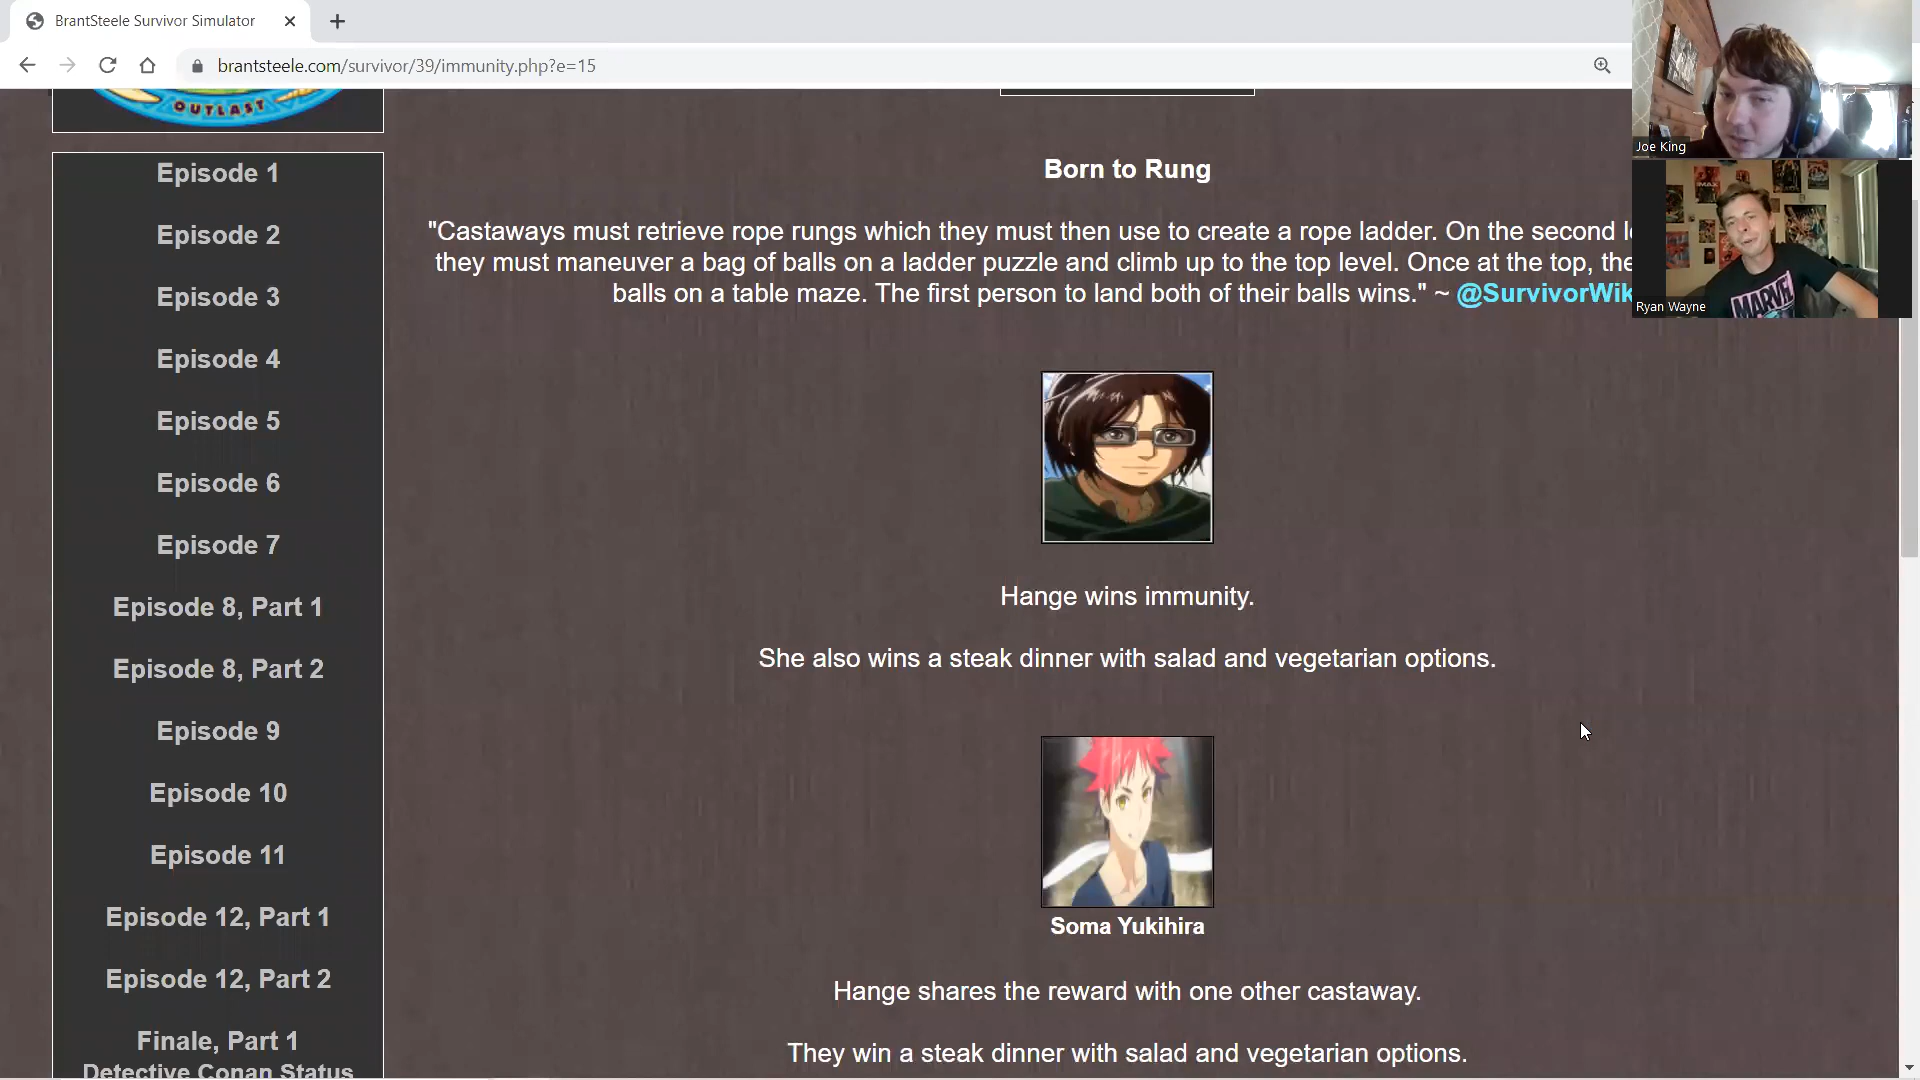 BrantSteele Survivor Simulator
brantsteele.com/survivor/39/immunity.php?e=15
OUTLAST
Episode 1
Episode 2
Episode 3
Episode 4
Episode 5
Episode 6
Episode 7
Episode 8, Part 1
Episode 8, Part 2
Episode 9
Episode 10
Episode 11
Episode 12, Part 1
Episode 12, Part 2
Finale, Part 1
Detective Conan Status
Born to Rung
"Castaways must retrieve rope rungs which they must then use to create a rope ladder. On the second
they must maneuver a bag of balls on a ladder puzzle and climb up to the top level. Once at the top,
balls on a table maze. The first person to land both of their balls wins." ~ @SurvivorWik
Hange wins immunity.
She also wins a steak dinner with salad and vegetarian options.
Soma Yukihira
Hange shares the reward with one other castaway.
They win a steak dinner with salad and vegetarian options.
Joe King
MARVEL
Ryan Wayne